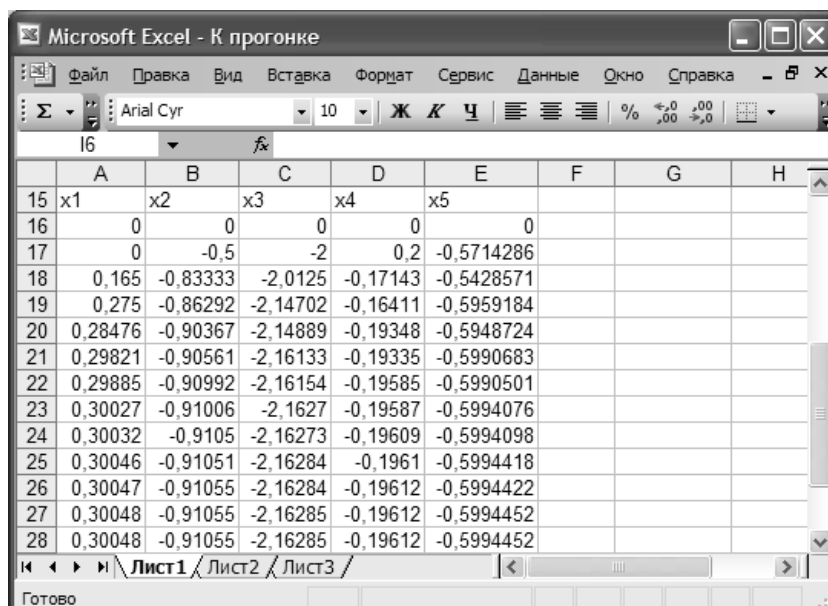 Microsoft Excel - К прогонке
Файл Правка Вид Вставка Формат Сервис Данные Окно Справка
Σ Arial Cyr 10 Ж К Ч % ,0 ,00 ,00 ,0
I6 fx
A B C D E F G H
15 x1 x2 x3 x4 x5
16 0 0 0 0 0
17 0 -0,5 -2 0,2 -0,5714286
18 0,165 -0,83333 -2,0125 -0,17143 -0,5428571
19 0,275 -0,86292 -2,14702 -0,16411 -0,5959184
20 0,28476 -0,90367 -2,14889 -0,19348 -0,5948724
21 0,29821 -0,90561 -2,16133 -0,19335 -0,5990683
22 0,29885 -0,90992 -2,16154 -0,19585 -0,5990501
23 0,30027 -0,91006 -2,1627 -0,19587 -0,5994076
24 0,30032 -0,9105 -2,16273 -0,19609 -0,5994098
25 0,30046 -0,91051 -2,16284 -0,1961 -0,5994418
26 0,30047 -0,91055 -2,16284 -0,19612 -0,5994422
27 0,30048 -0,91055 -2,16285 -0,19612 -0,5994452
28 0,30048 -0,91055 -2,16285 -0,19612 -0,5994452
Лист1 Лист2 Лист3
Готово